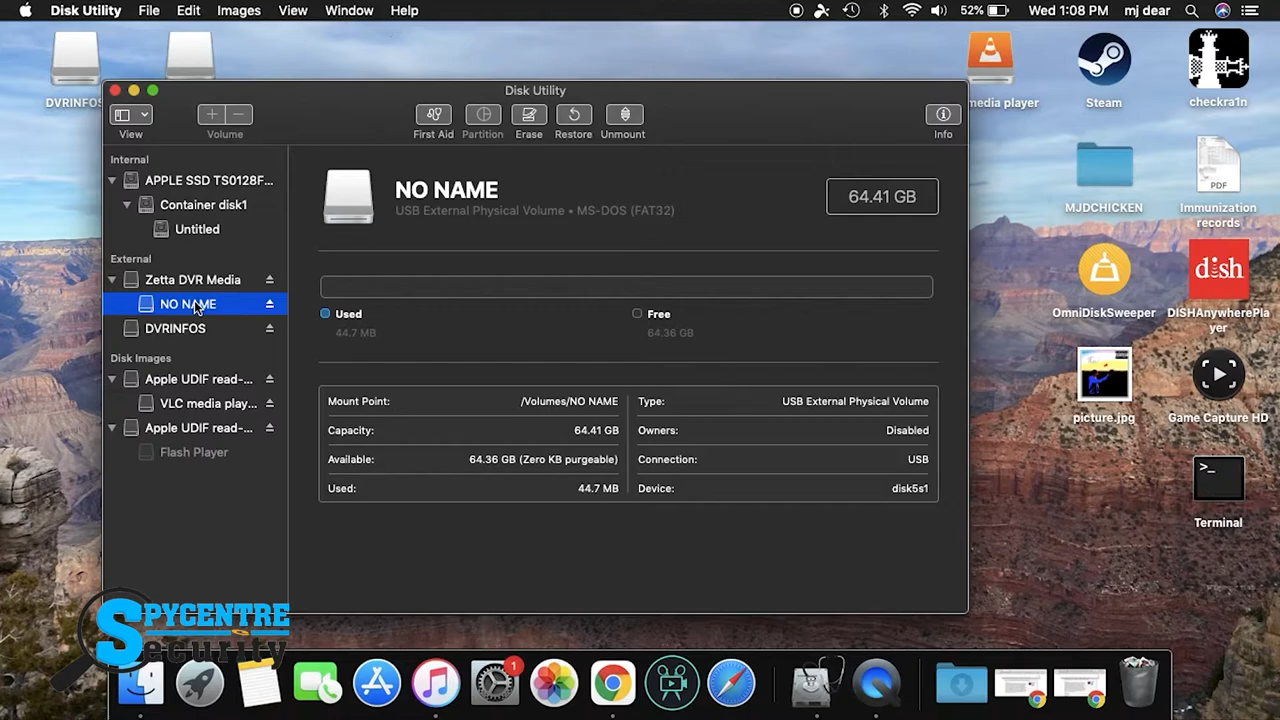 Disk Utility File Edit Images View Window Help 52% Wed 1:08 PM mj dear
DVRINFOS
media player
Steam
checkra1n
MJDCHICKEN
PDF
Immunization
records
OmniDiskSweeper
dish
DISHAnywherePla
yer
picture.jpg
Game Capture HD
>_
Terminal
Disk Utility
View
Volume
First Aid
Partition
Erase
Restore
Unmount
Info
Internal
APPLE SSD TS0128F...
Container disk1
Untitled
External
Zetta DVR Media
NO NAME
DVRINFOS
Disk Images
Apple UDIF read-...
VLC media play...
Apple UDIF read-...
Flash Player
NO NAME
USB External Physical Volume • MS-DOS (FAT32)
64.41 GB
Used
44.7 MB
Free
64.36 GB
Mount Point: /Volumes/NO NAME
Capacity: 64.41 GB
Available: 64.36 GB (Zero KB purgeable)
Used: 44.7 MB
Type: USB External Physical Volume
Owners: Disabled
Connection: USB
Device: disk5s1
SPYCENTRE
Security
1